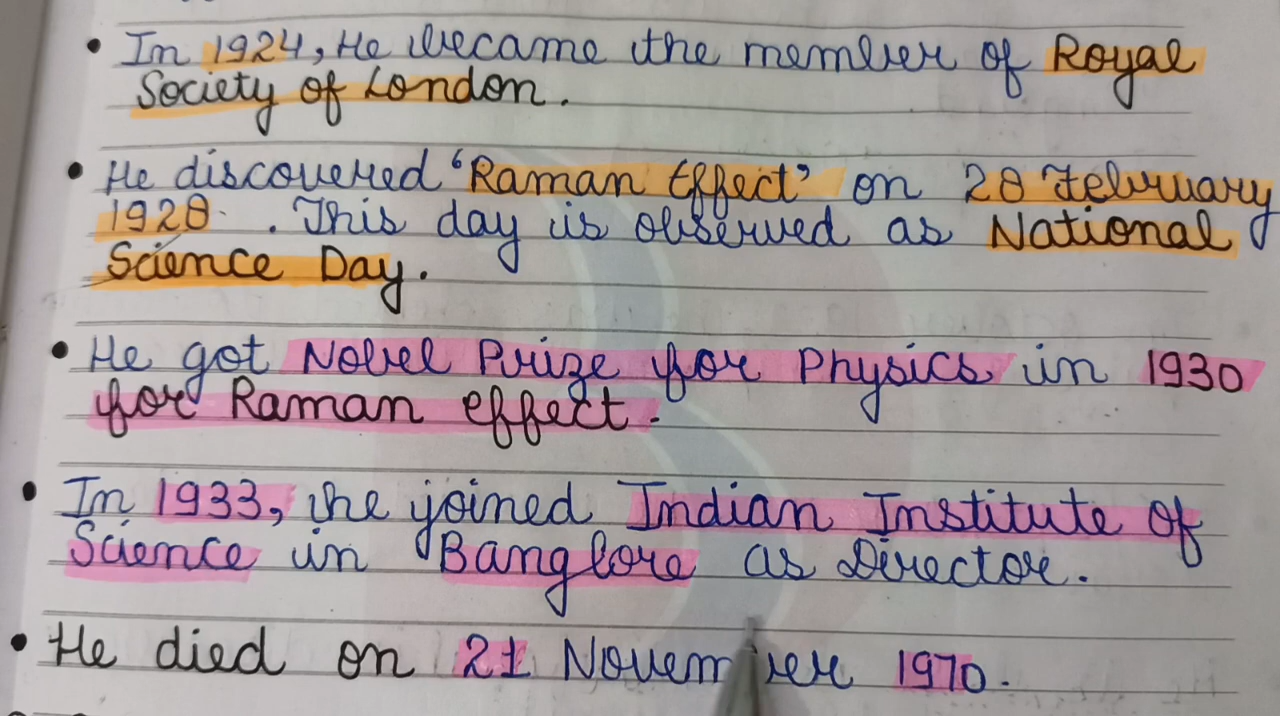 • In 1924, He became the member of Royal
Society of London.
• He discovered 'Raman Effect' on 28 February
1928. This day is observed as National
Science Day.
• He got Nobel Prize for Physics in 1930
for Raman effect.
• In 1933, he joined Indian Institute of
Science in Banglore as Director.
• He died on 21 November 1970.